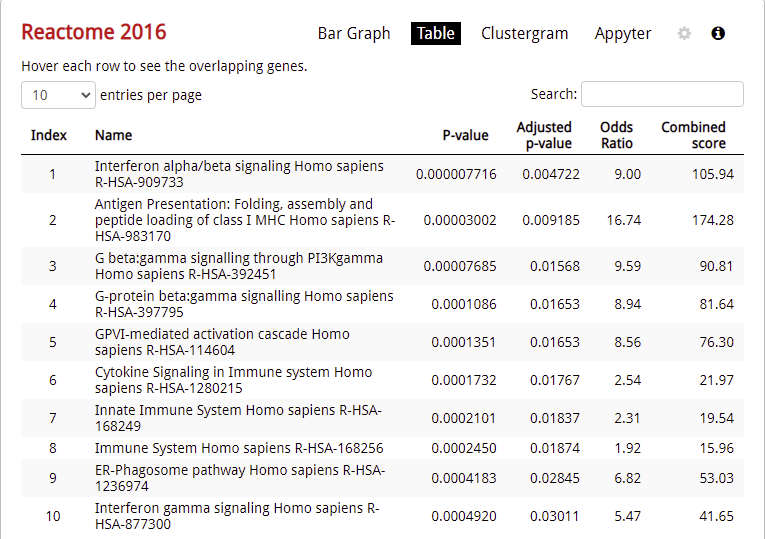 Reactome 2016
Bar Graph Table Clustergram Appyter
Hover each row to see the overlapping genes.
10 entries per page
Search:
Index Name P-value Adjusted p-value Odds Ratio Combined score
1 Interferon alpha/beta signaling Homo sapiens R-HSA-909733 0.000007716 0.004722 9.00 105.94
2 Antigen Presentation: Folding, assembly and peptide loading of class I MHC Homo sapiens R-HSA-983170 0.00003002 0.009185 16.74 174.28
3 G beta:gamma signalling through PI3Kgamma Homo sapiens R-HSA-392451 0.00007685 0.01568 9.59 90.81
4 G-protein beta:gamma signalling Homo sapiens R-HSA-397795 0.0001086 0.01653 8.94 81.64
5 GPVI-mediated activation cascade Homo sapiens R-HSA-114604 0.0001351 0.01653 8.56 76.30
6 Cytokine Signaling in Immune system Homo sapiens R-HSA-1280215 0.0001732 0.01767 2.54 21.97
7 Innate Immune System Homo sapiens R-HSA-168249 0.0002101 0.01837 2.31 19.54
8 Immune System Homo sapiens R-HSA-168256 0.0002450 0.01874 1.92 15.96
9 ER-Phagosome pathway Homo sapiens R-HSA-1236974 0.0004183 0.02845 6.82 53.03
10 Interferon gamma signaling Homo sapiens R-HSA-877300 0.0004920 0.03011 5.47 41.65